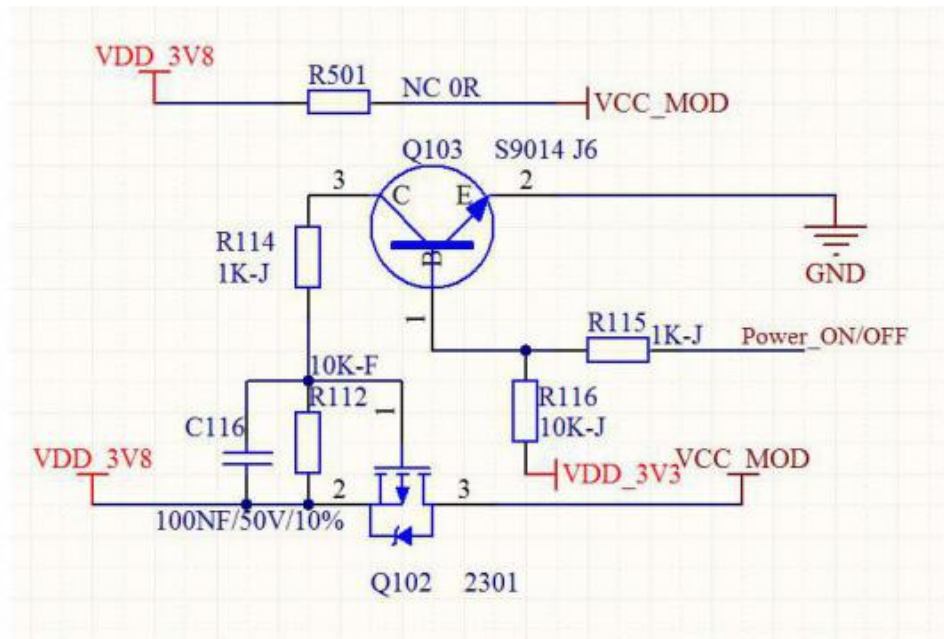 VDD_3V8
R501
NC 0R
VCC_MOD
Q103
S9014 J6
3
C
E
2
B
R114
1K-J
GND
1
R115
1K-J
Power_ON/OFF
10K-F
R112
1
R116
10K-J
C116
VDD_3V8
2
3
VDD_3V3
VCC_MOD
100NF/50V/10%
Q102
2301